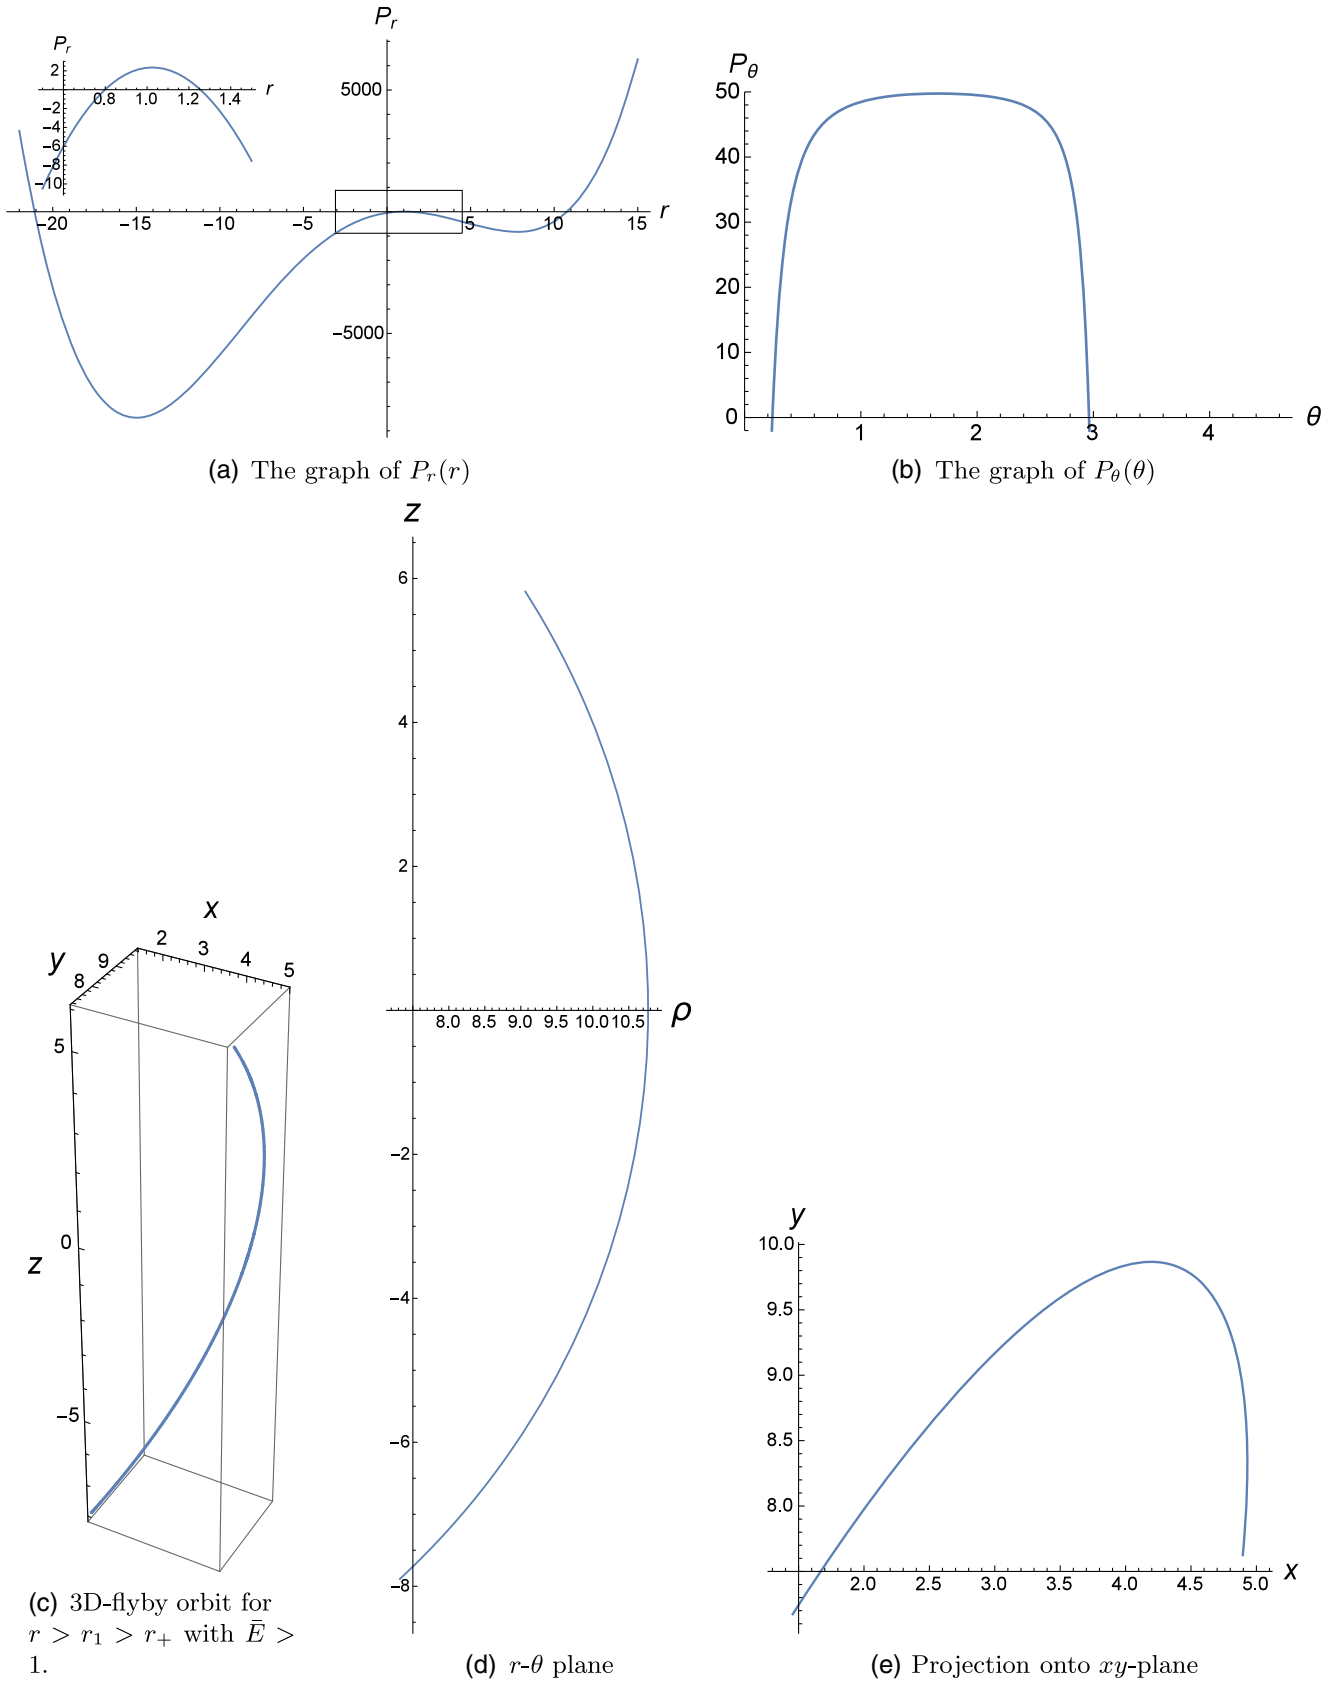 P_r
5000
−20 −15 −10 −5 5 10 15 r
−5000
P_r
2
−2
−4
−6
−8
−10
0.8 1.0 1.2 1.4 r
(a) The graph of P_r(r)
P_θ
50
40
30
20
10
0
1 2 3 4 θ
(b) The graph of P_θ(θ)
x
2 3 4 5
y
9
8
5
0
z
−5
(c) 3D-flyby orbit for
r > r_1 > r_+ with Ē >
1.
z
6
4
2
8.0 8.5 9.0 9.5 10.0 10.5 ρ
−2
−4
−6
−8
(d) r-θ plane
y
10.0
9.5
9.0
8.5
8.0
2.0 2.5 3.0 3.5 4.0 4.5 5.0 x
(e) Projection onto xy-plane